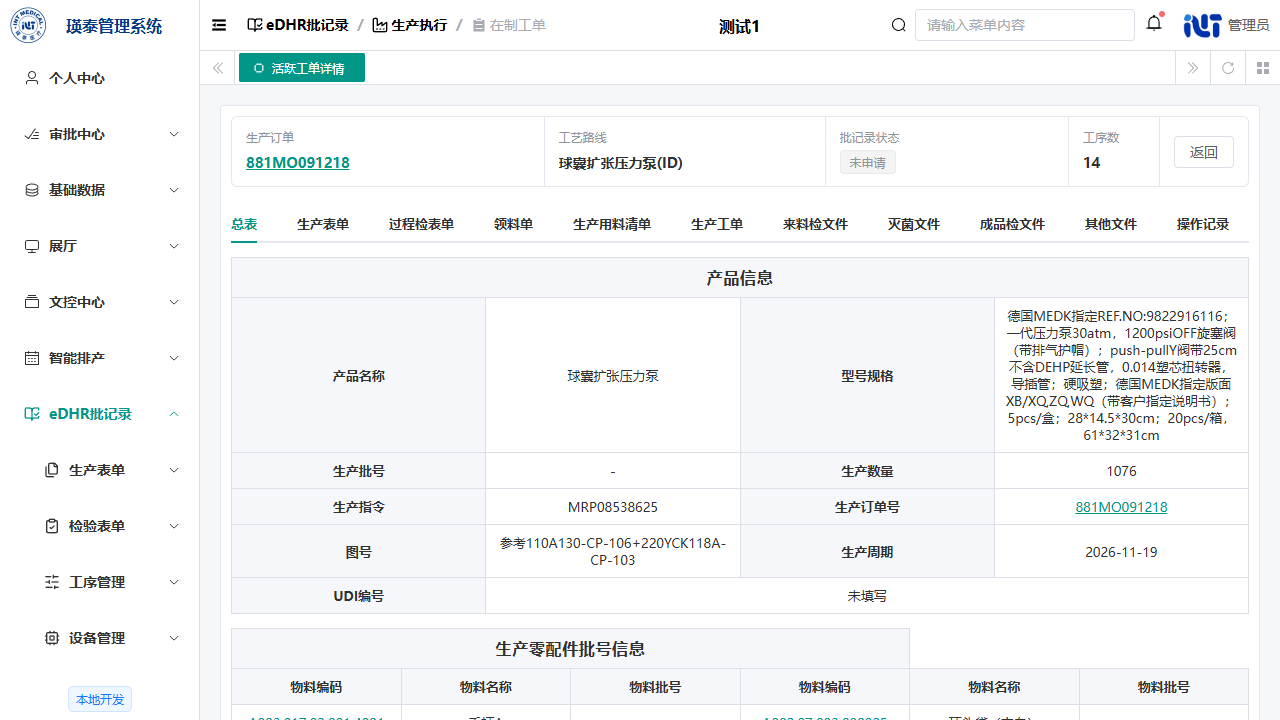 瑛泰管理系统
eDHR批记录 / 生产执行 / 在制工单
测试1
请输入菜单内容
管理员
活跃工单详情
个人中心
审批中心
基础数据
展厅
文控中心
智能排产
eDHR批记录
生产表单
检验表单
工序管理
设备管理
本地开发
生产订单
881MO091218
工艺路线
球囊扩张压力泵(ID)
批记录状态
未申请
工序数
14
返回
总表 生产表单 过程检表单 领料单 生产用料清单 生产工单 来料检文件 灭菌文件 成品检文件 其他文件 操作记录
产品信息
产品名称
球囊扩张压力泵
型号规格
德国MEDK指定REF.NO:9822916116；
一代压力泵30atm，1200psiOFF旋塞阀
（带排气护帽）；push-pullY阀带25cm
不含DEHP延长管，0.014塑芯扭转器，
导插管；硬吸塑；德国MEDK指定版面
XB/XQ,ZQ,WQ（带客户指定说明书）；
5pcs/盒；28*14.5*30cm；20pcs/箱，
61*32*31cm
生产批号 - 生产数量 1076
生产指令 MRP08538625 生产订单号 881MO091218
图号
参考110A130-CP-106+220YCK118A-
CP-103
生产周期 2026-11-19
UDI编号 未填写
生产零配件批号信息
物料编码 物料名称 物料批号 物料编码 物料名称 物料批号